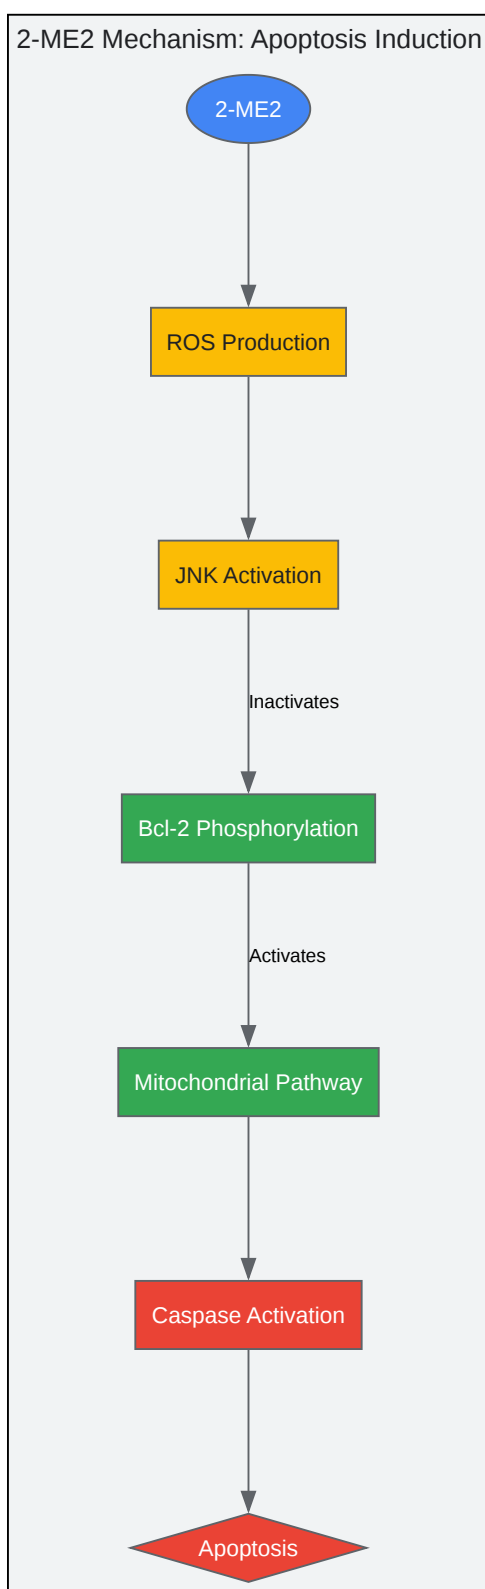 2-ME2 Mechanism: Apoptosis Induction
2-ME2
ROS Production
JNK Activation
Inactivates
Bcl-2 Phosphorylation
Activates
Mitochondrial Pathway
Caspase Activation
Apoptosis